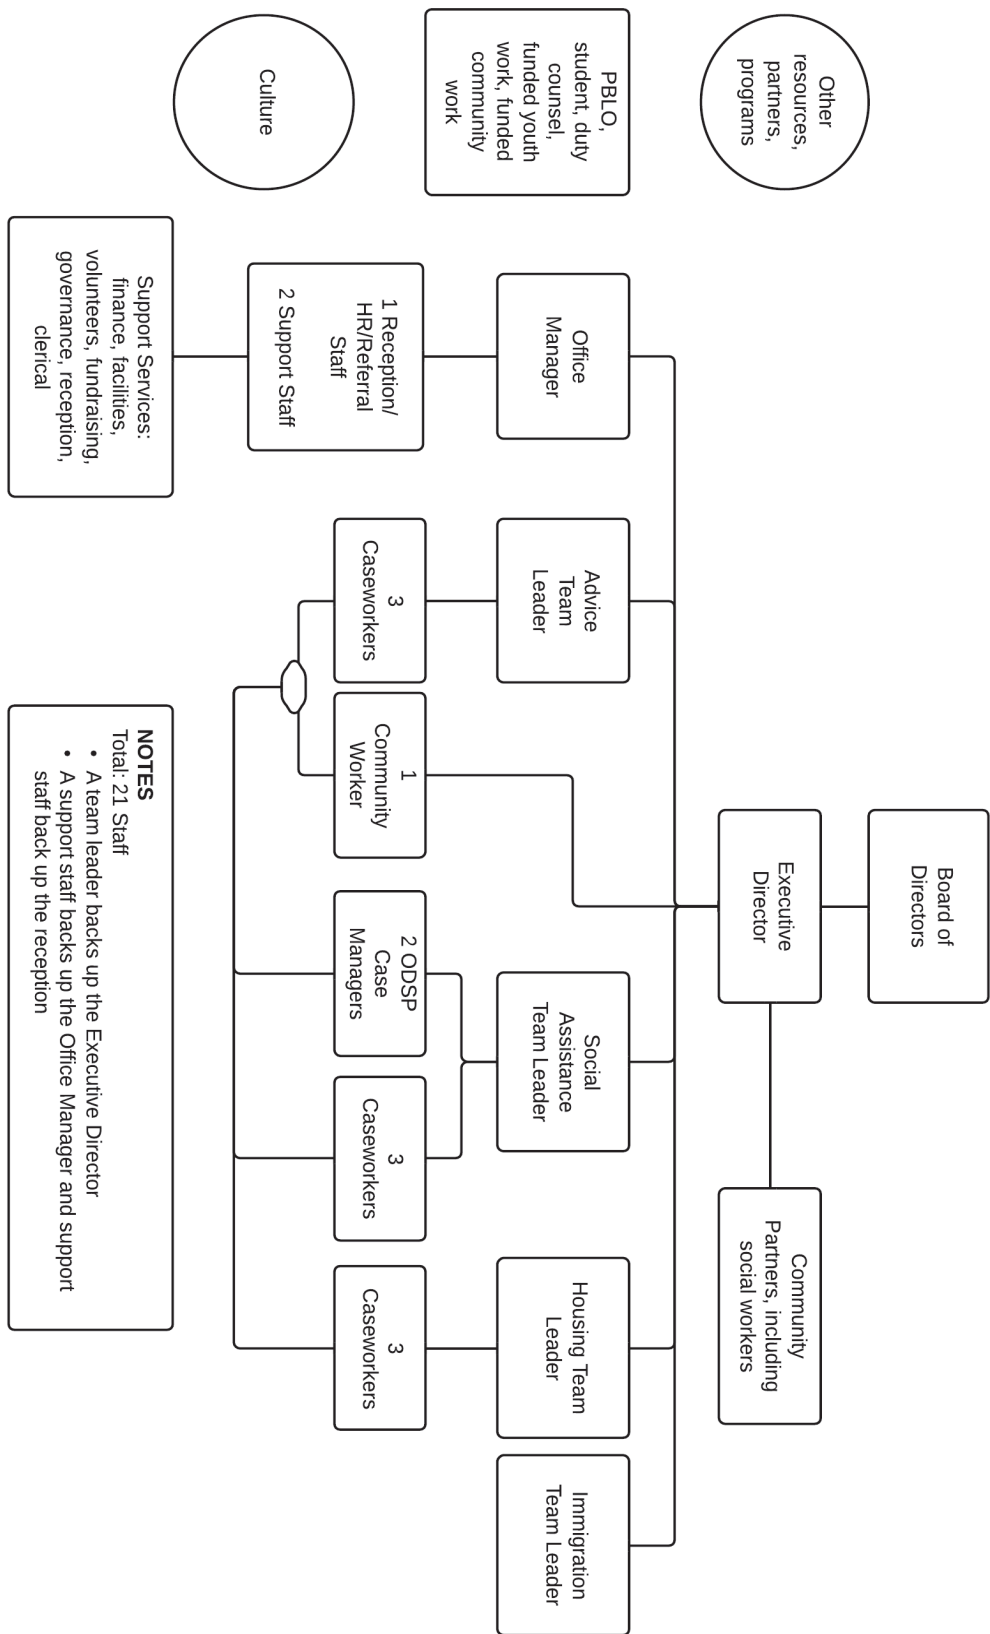 Board of
Directors
Executive
Director
Community
Partners, including
social workers
Other
resources,
partners,
programs
PBLO,
student, duty
counsel,
funded youth
work, funded
community
work
Culture
Office
Manager
Advice
Team
Leader
Social
Assistance
Team Leader
Housing Team
Leader
Immigration
Team Leader
1 Reception/
HR/Referral
Staff
2 Support Staff
3
Caseworkers
1
Community
Worker
2 ODSP
Case
Managers
3
Caseworkers
3
Caseworkers
Support Services:
finance, facilities,
volunteers, fundraising,
governance, reception,
clerical
NOTES
Total: 21 Staff
• A team leader backs up the Executive Director
• A support staff backs up the Office Manager and support
staff back up the reception